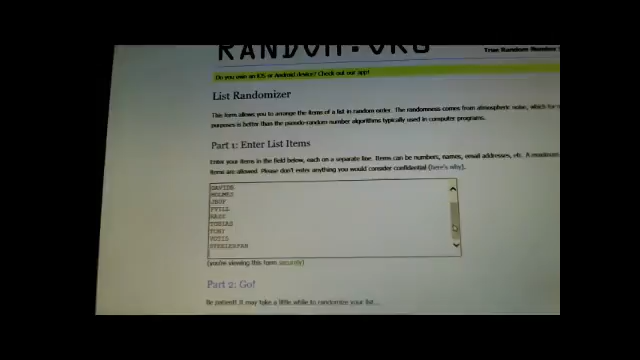 RANDOM.ORG
True Random Number
Do you own an iOS or Android device? Check out our app!
List Randomizer
This form allows you to arrange the items of a list in random order. The randomness comes from atmospheric noise, which for
purposes is better than the pseudo-random number algorithms typically used in computer programs.
Part 1: Enter List Items
Enter your items in the field below, each on a separate line. Items can be numbers, names, email addresses, etc. A maximum
items are allowed. Please don't enter anything you would consider confidential (here's why).
HOLMES
TOBIAS
TONY
(you're viewing this form securely)
Part 2: Go!
Be patient! It may take a little while to randomize your list...